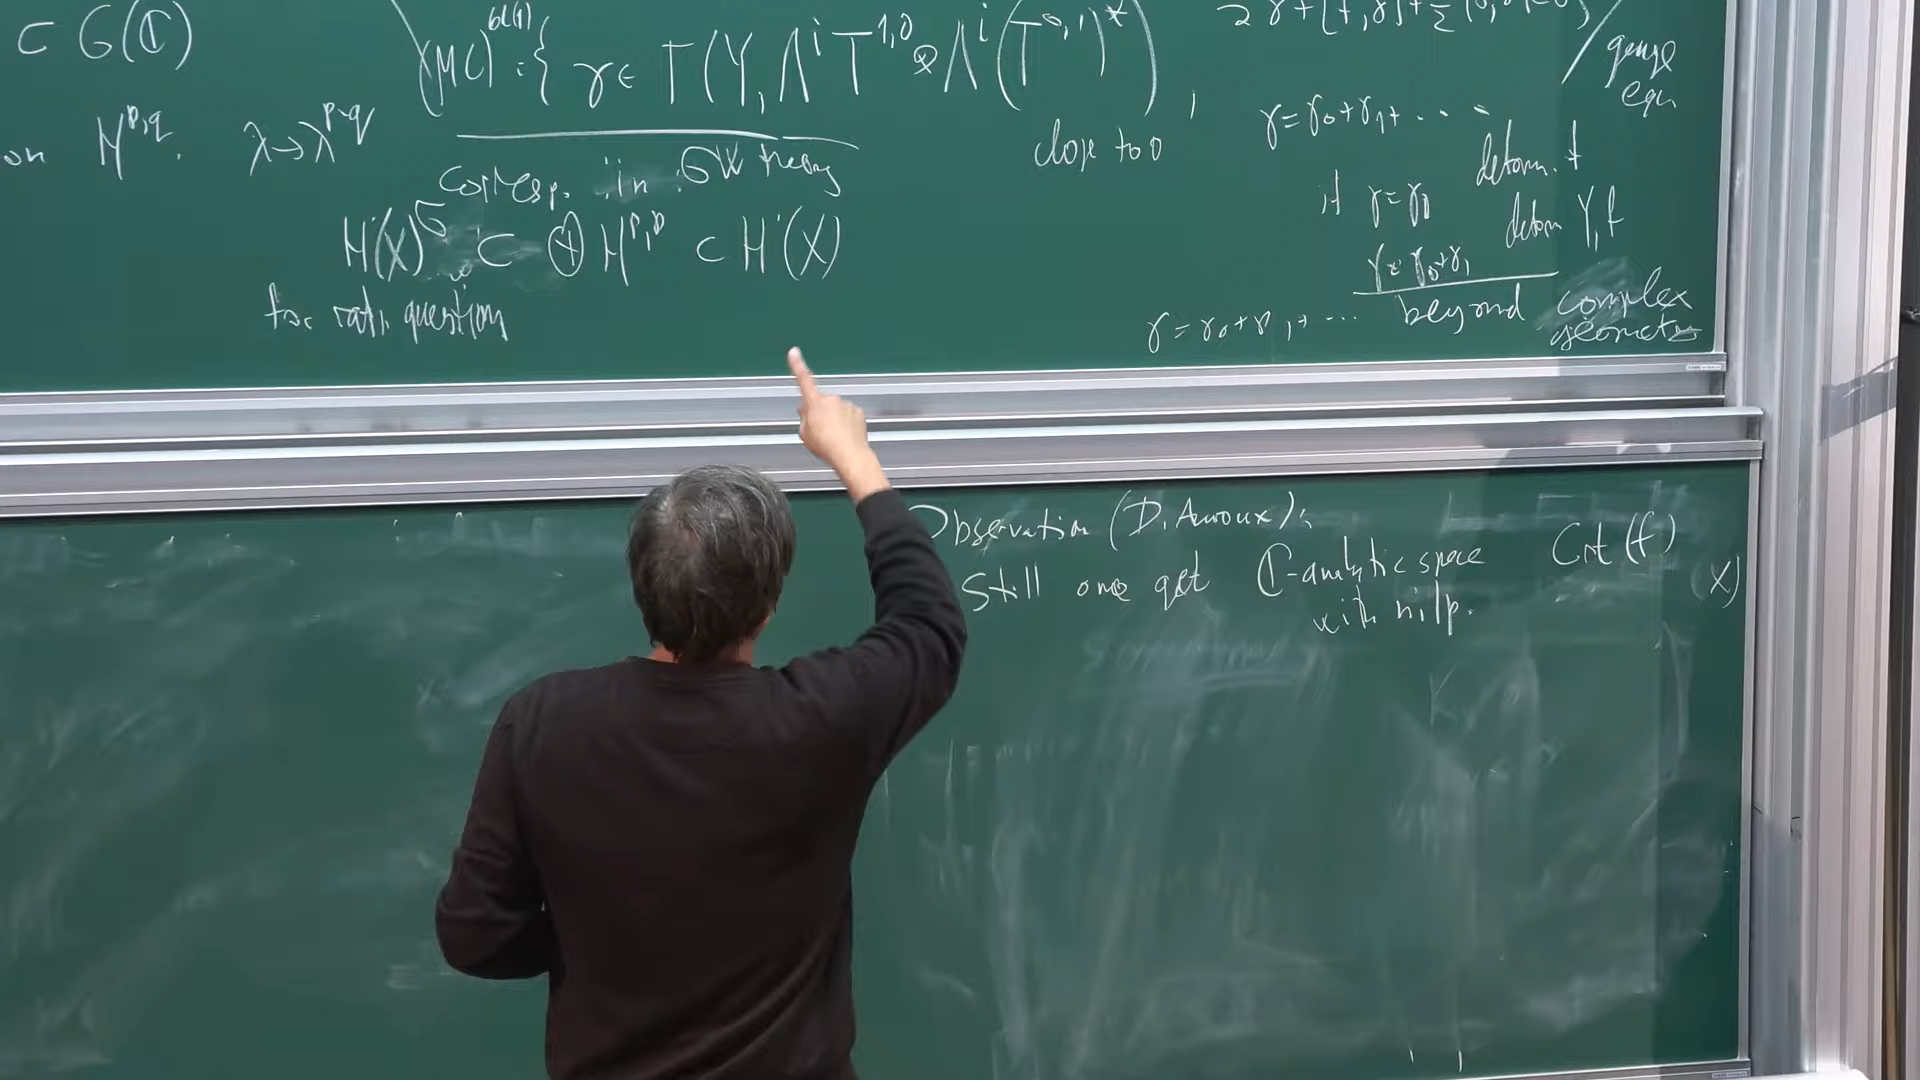 ⊂ G(ℂ)
on H^{p,q}. λ→λ^{p-q}
(MC)^{GL(1)} := { γ ∈ Γ(Y, Λ^i T^{1,0} ⊗ Λ^i (T^{0,1})^*),
gauge
equ
close to 0
γ=γ₀+γ₁+....
corresp. in GW theory
H(X)^G ⊂ ⊕ H^{p,p} ⊂ H^·(X)
for rat. question
if γ=γ₀ deform. f
γ=γ₀+γ₁ deform Y,f
γ=γ₀+γ₁+... beyond complex
geometry
Observation (D. Auroux):
Still one get ℂ-analytic space Crit(f)
with nilp. (X)